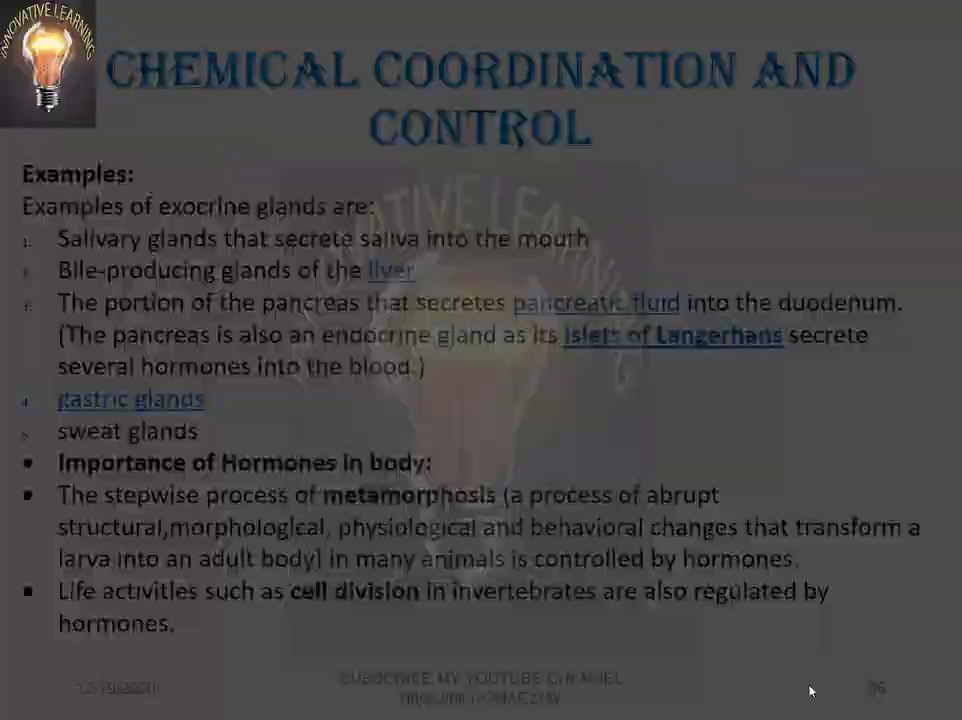 INNOVATIVE LEARNING
CHEMICAL COORDINATION AND
CONTROL
Examples:
Examples of exocrine glands are:
1. Salivary glands that secrete saliva into the mouth
2. Bile-producing glands of the liver
3. The portion of the pancreas that secretes pancreatic fluid into the duodenum.
(The pancreas is also an endocrine gland as its islets of Langerhans secrete
several hormones into the blood.)
4. gastric glands
5. sweat glands
• Importance of Hormones in body:
▪ The stepwise process of metamorphosis (a process of abrupt
structural,morphological, physiological and behavioral changes that transform a
larva into an adult body) in many animals is controlled by hormones.
▪ Life activities such as cell division in invertebrates are also regulated by
hormones.
INNOVATIVE LEARNING
SUBSCRIBE MY YOUTUBE CHANNEL